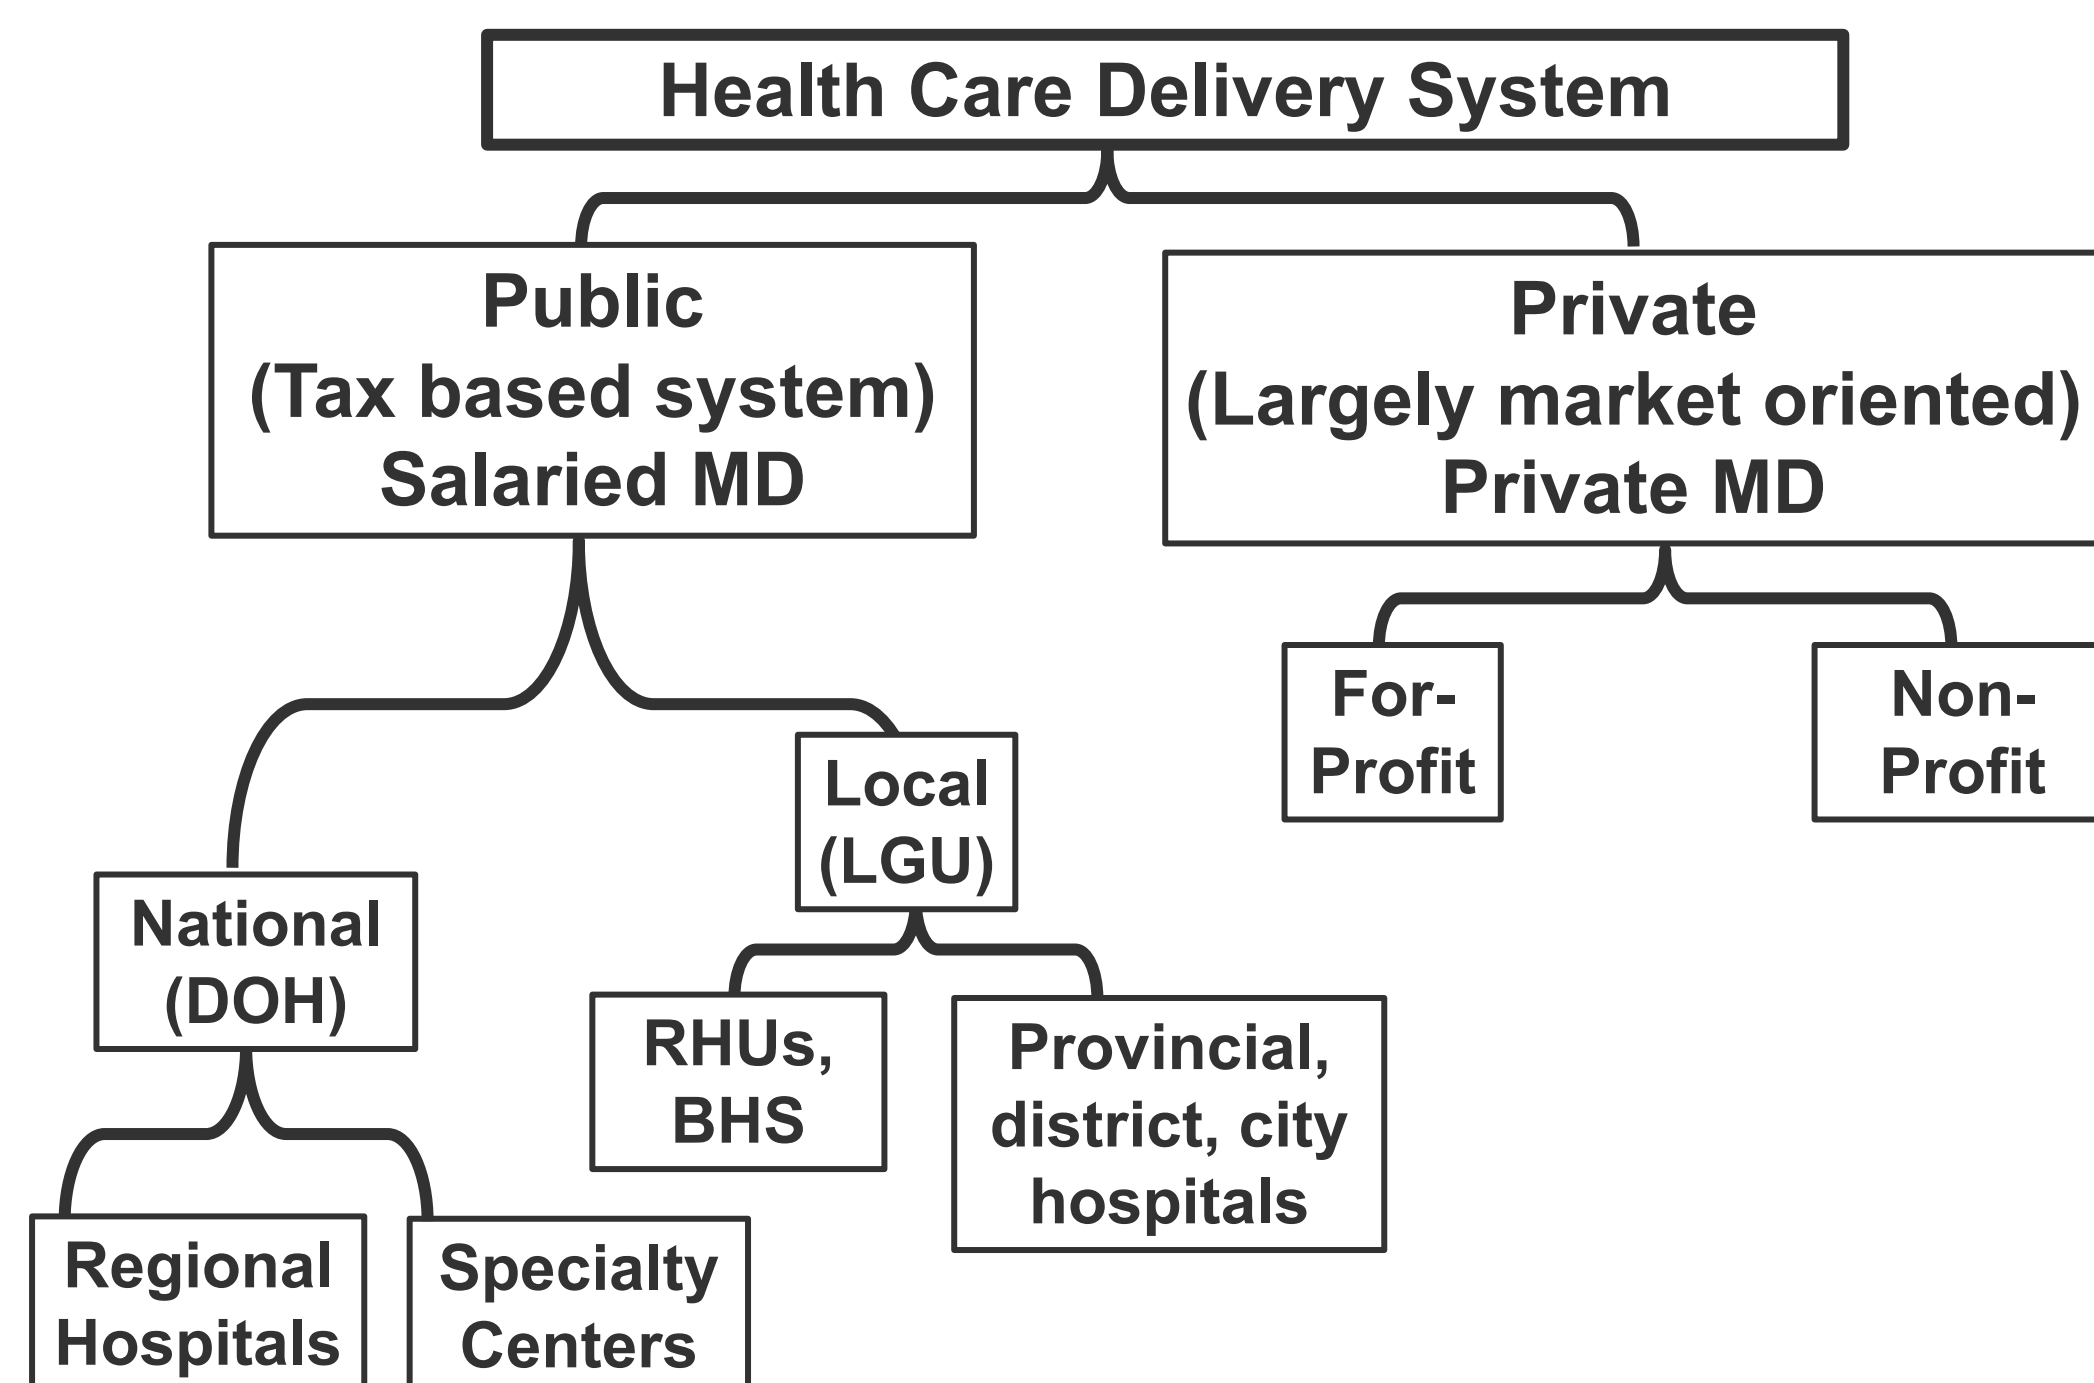 Health Care Delivery System
Public
(Tax based system)
Salaried MD
Private
(Largely market oriented)
Private MD
For-
Profit
Non-
Profit
Local
(LGU)
National
(DOH)
RHUs,
BHS
Provincial,
district, city
hospitals
Regional
Hospitals
Specialty
Centers